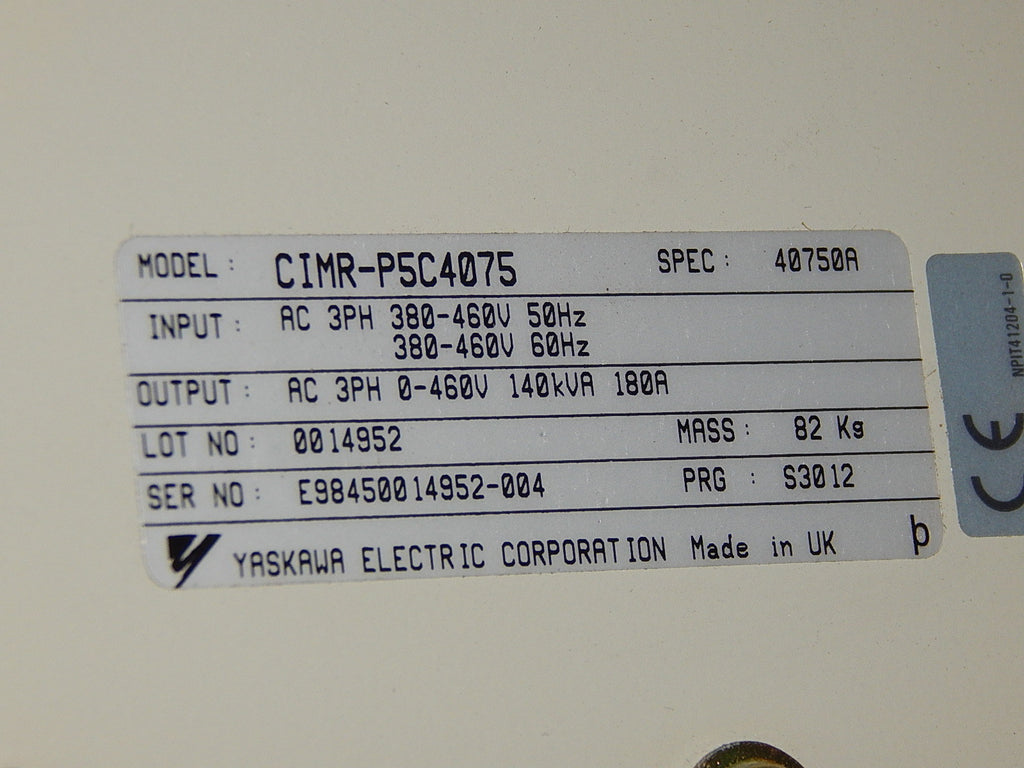 MODEL : CIMR-P5C4075 SPEC : 40750A
INPUT : AC 3PH 380-460V 50Hz
380-460V 60Hz
OUTPUT : AC 3PH 0-460V 140kVA 180A
LOT NO : 0014952 MASS : 82 Kg
SER NO : E98450014952-004 PRG : S3012
YASKAWA ELECTRIC CORPORATION Made in UK p
NPIT41204-1-0
CE